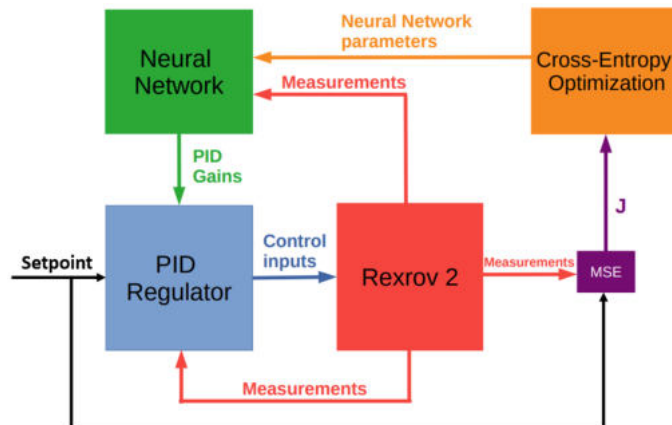 Neural Network
parameters
Neural
Network
Cross-Entropy
Optimization
Measurements
PID
Gains
J
Setpoint
PID
Regulator
Control
inputs
Rexrov 2
Measurements
MSE
Measurements